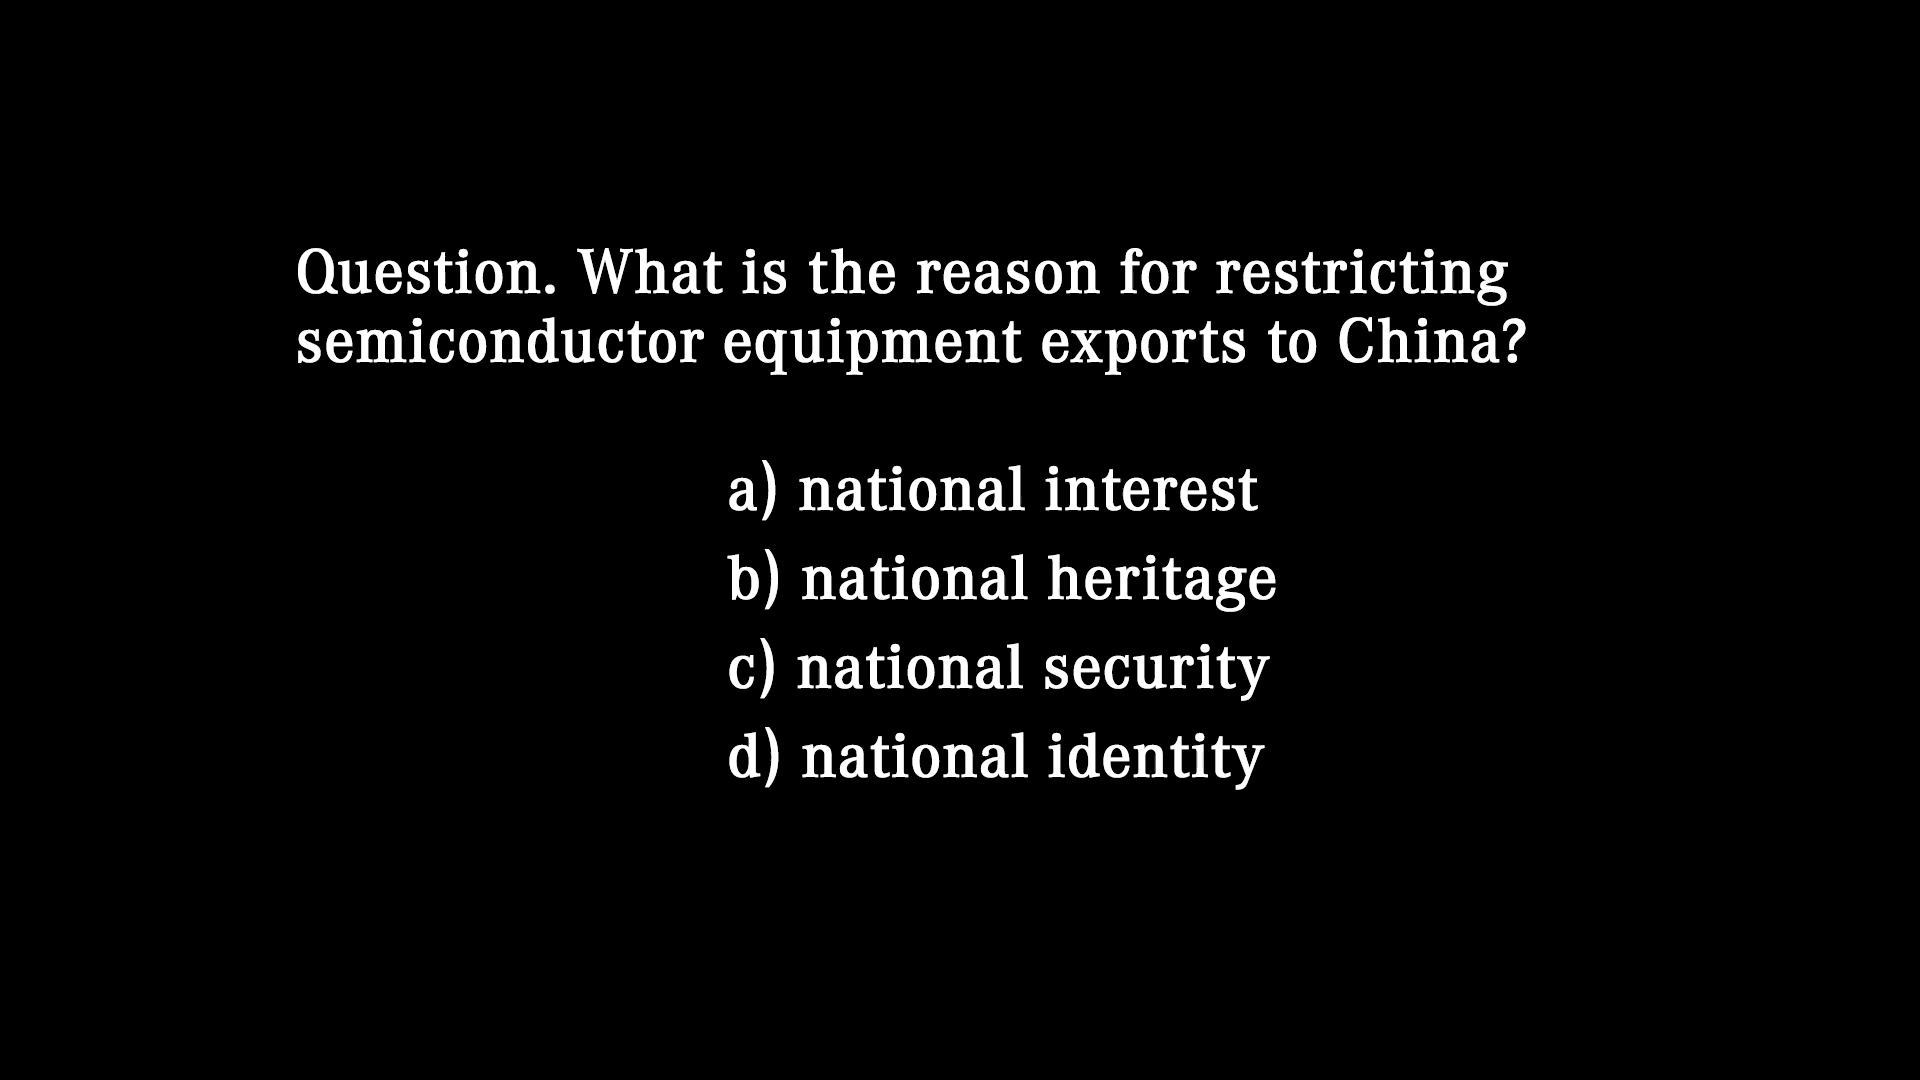 Question. What is the reason for restricting
semiconductor equipment exports to China?
a) national interest
b) national heritage
c) national security
d) national identity